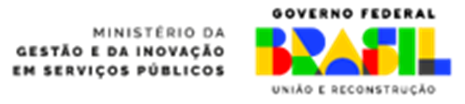 MINISTÉRIO DA
GESTÃO E DA INOVAÇÃO
EM SERVIÇOS PÚBLICOS
GOVERNO FEDERAL
BRASIL
UNIÃO E RECONSTRUÇÃO